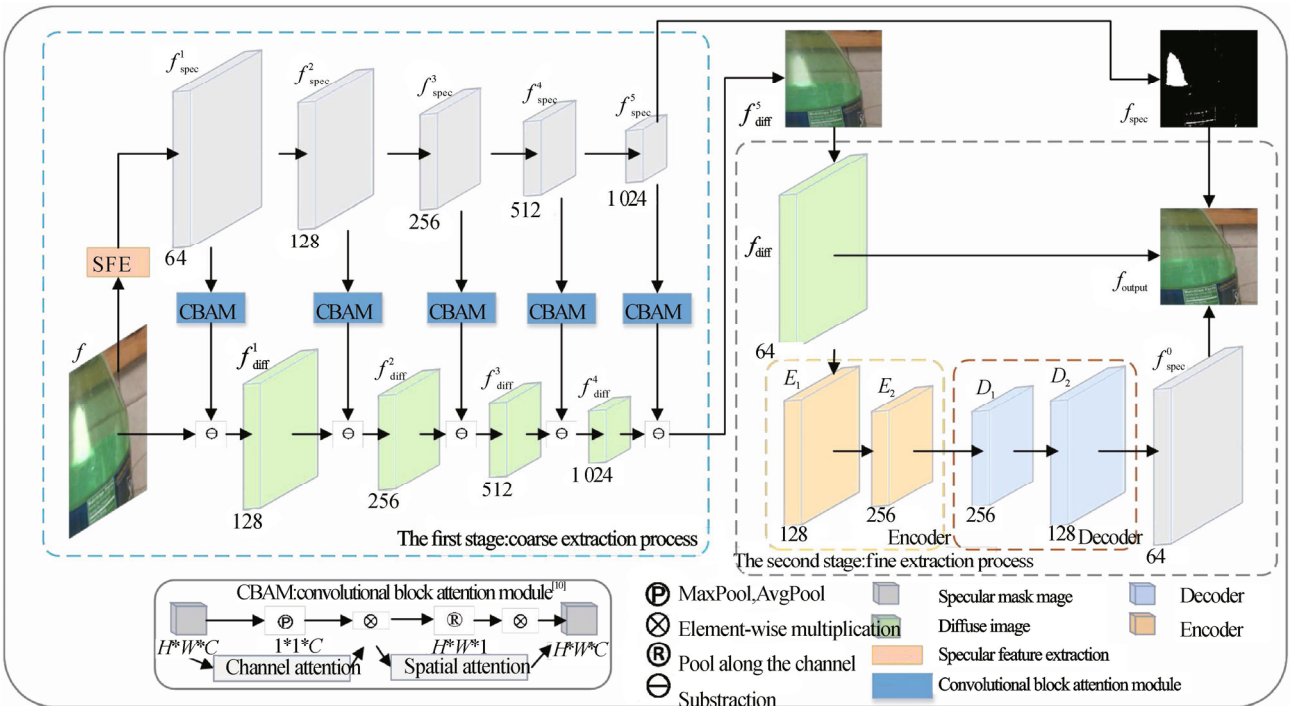 f¹spec
f²spec
f³spec
f⁴spec
f⁵spec
64
128
256
512
1 024
SFE
CBAM
CBAM
CBAM
CBAM
CBAM
f
f¹diff
f²diff
f³diff
f⁴diff
128
256
512
1 024
The first stage:coarse extraction process
f⁵diff
fspec
fdiff
foutput
64
E₁
E₂
D₁
D₂
f⁰spec
128
256
Encoder
256
128
Decoder
64
The second stage:fine extraction process
CBAM:convolutional block attention module[10]
P
R
H*W*C
1*1*C
H*W*1
H*W*C
Channel attention
Spatial attention
P MaxPool,AvgPool
⊗ Element-wise multiplication
R Pool along the channel
⊖ Substraction
Specular mask mage
Diffuse image
Specular feature extraction
Convolutional block attention module
Decoder
Encoder